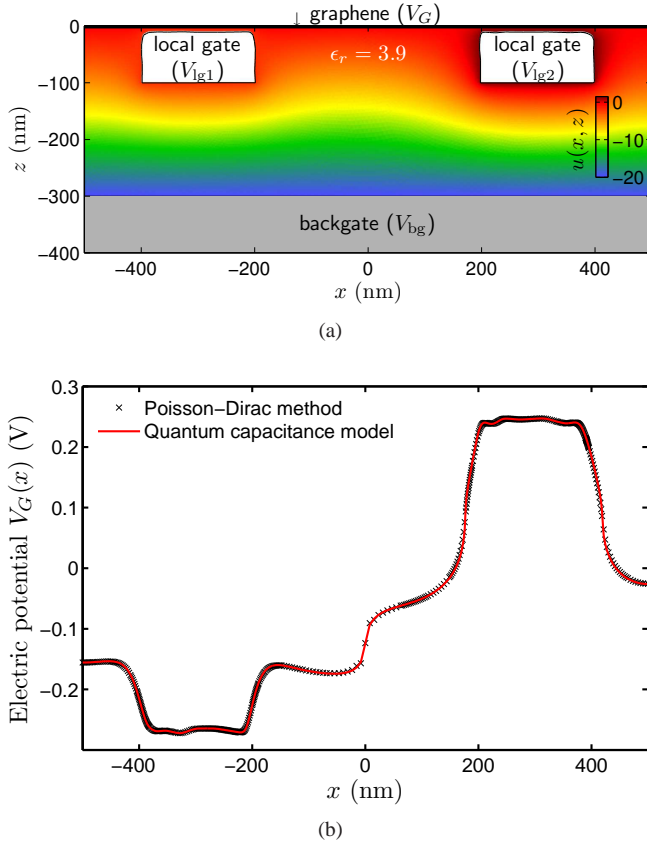 ↓ graphene (V_G)
0
−100
−200
−300
−400
z (nm)
local gate
(V_lg1)
ϵ_r = 3.9
local gate
(V_lg2)
u(x, z)
0
−10
−20
backgate (V_bg)
−400
−200
0
200
400
x (nm)
(a)
0.3
0.2
0.1
0
−0.1
−0.2
Electric potential V_G(x) (V)
× Poisson−Dirac method
Quantum capacitance model
−400
−200
0
200
400
x (nm)
(b)